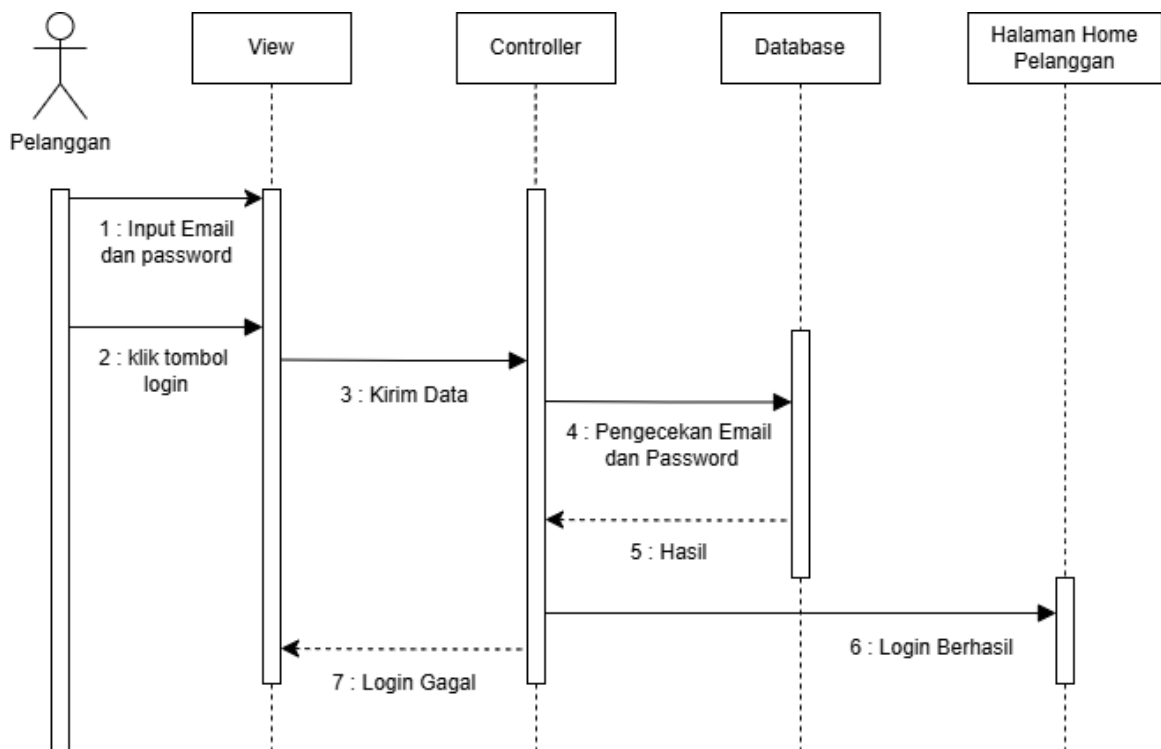 View
Controller
Database
Halaman Home
Pelanggan
Pelanggan
1 : Input Email
dan password
2 : klik tombol
login
3 : Kirim Data
4 : Pengecekan Email
dan Password
5 : Hasil
6 : Login Berhasil
7 : Login Gagal